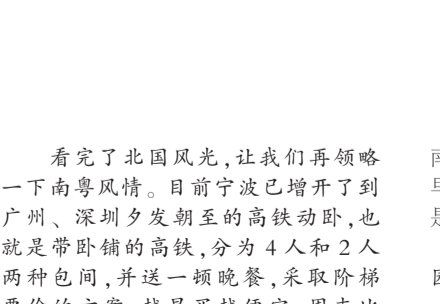 看完了北国风光,让我们再领略
一下南粤风情。目前宁波已增开了到
广州、深圳夕发朝至的高铁动卧,也
就是带卧铺的高铁,分为 4 人和 2 人
两种包间,并送一顿晚餐,采取阶梯
南
是